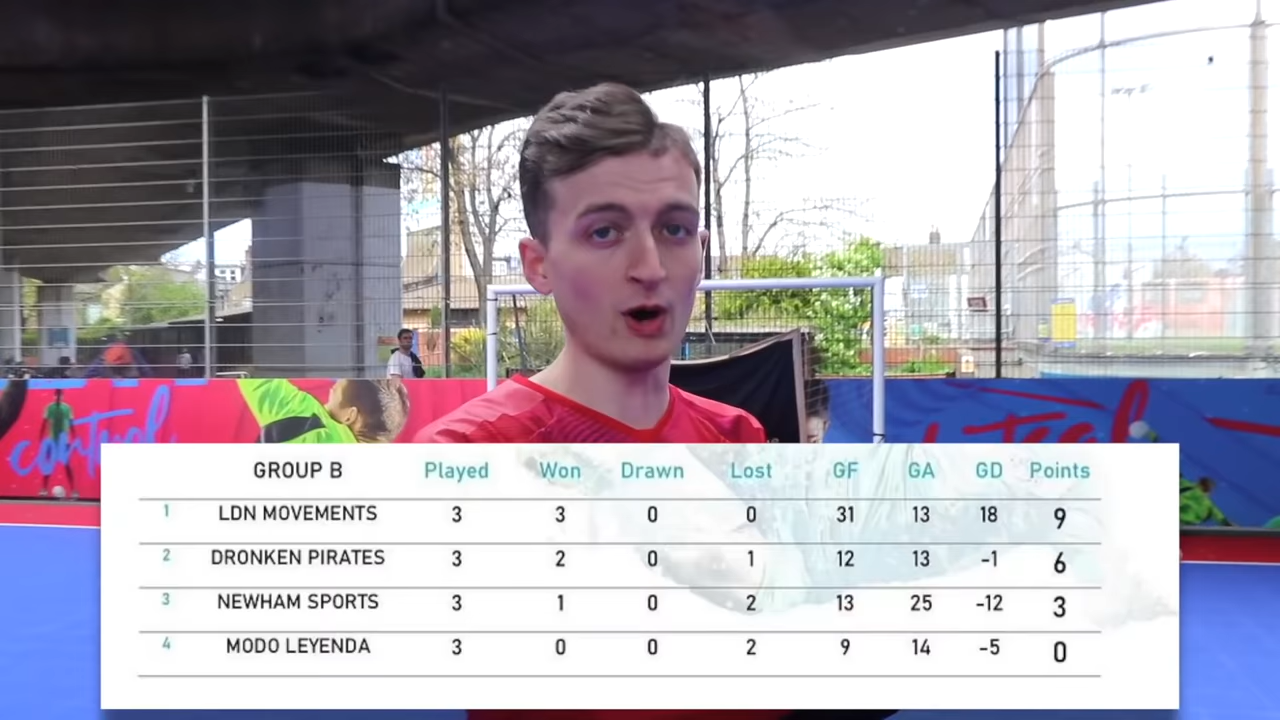 control
GROUP B Played Won Drawn Lost GF GA GD Points
1 LDN MOVEMENTS 3 3 0 0 31 13 18 9
2 DRONKEN PIRATES 3 2 0 1 12 13 -1 6
3 NEWHAM SPORTS 3 1 0 2 13 25 -12 3
4 MODO LEYENDA 3 0 0 2 9 14 -5 0